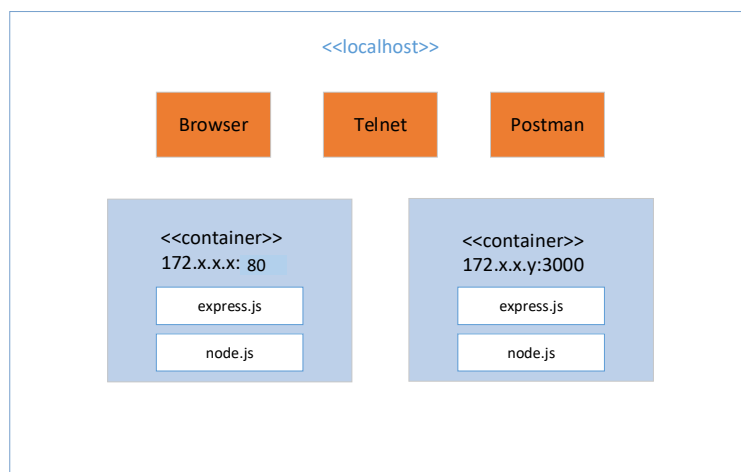 <<localhost>>
Browser
Telnet
Postman
<<container>>
172.x.x.x: 80
express.js
node.js
<<container>>
172.x.x.y:3000
express.js
node.js